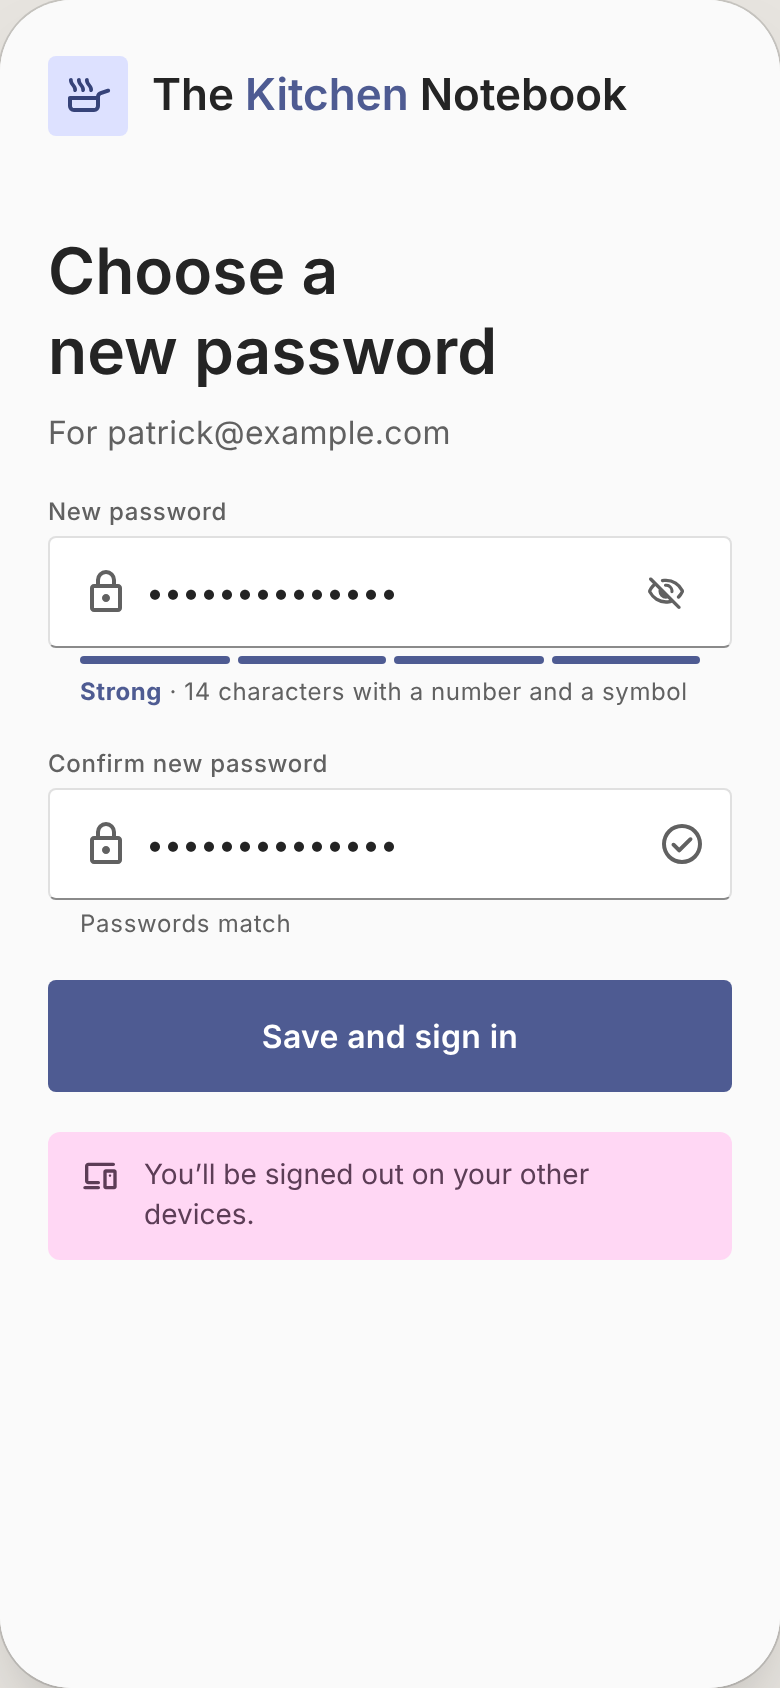 The Kitchen Notebook
Choose a
new password
For patrick@example.com
New password
••••••••••••••
Strong · 14 characters with a number and a symbol
Confirm new password
••••••••••••••
Passwords match
Save and sign in
You’ll be signed out on your other
devices.